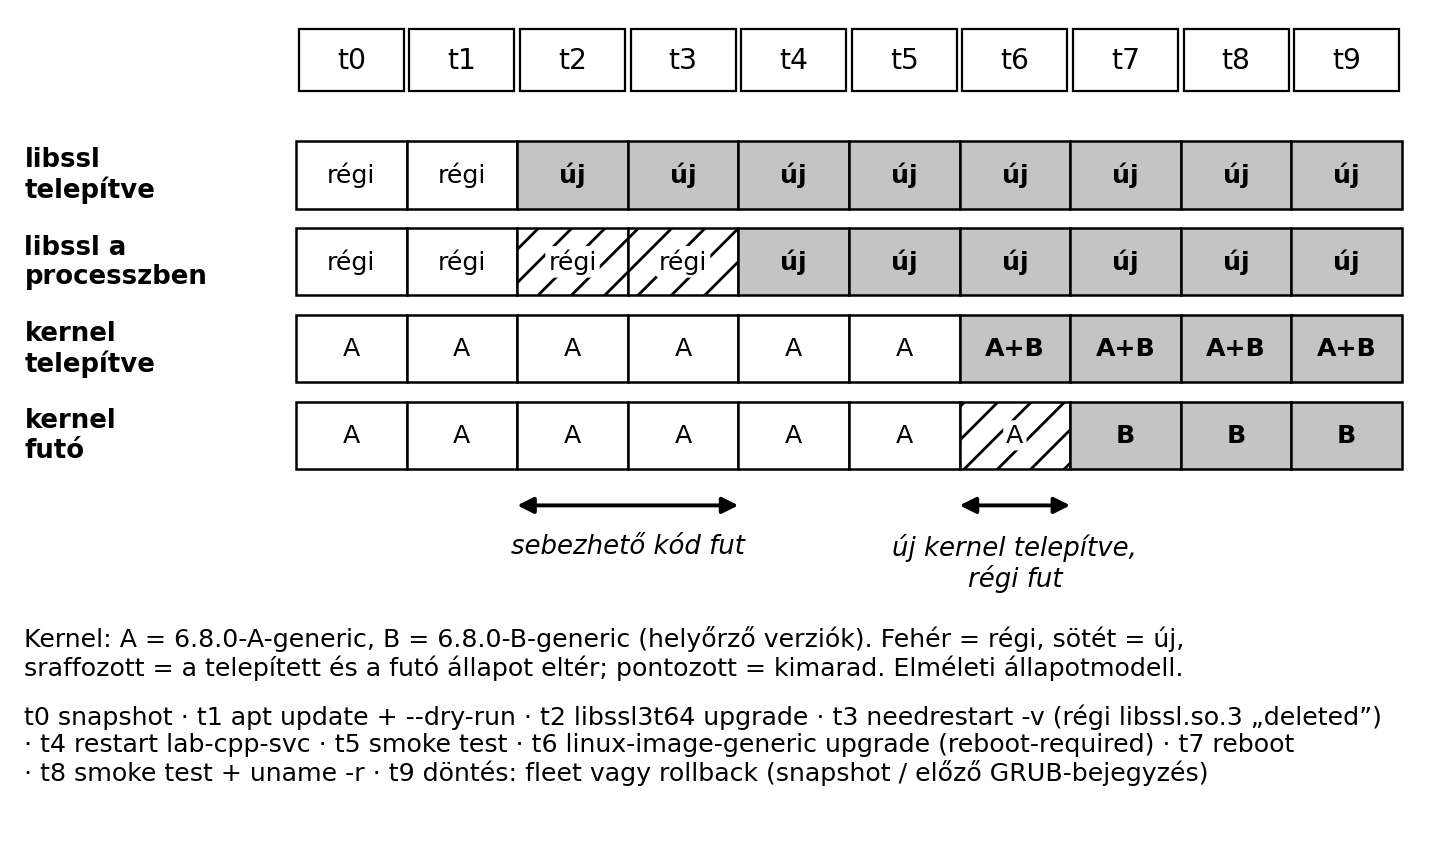 t0 t1 t2 t3 t4 t5 t6 t7 t8 t9
libssl
telepítve
régi régi új új új új új új új új
libssl a
processzben
régi régi régi régi új új új új új új
kernel
telepítve
A A A A A A A+B A+B A+B A+B
kernel
futó
A A A A A A A B B B
sebezhető kód fut
új kernel telepítve,
régi fut
Kernel: A = 6.8.0-A-generic, B = 6.8.0-B-generic (helyőrző verziók). Fehér = régi, sötét = új,
sraffozott = a telepített és a futó állapot eltér; pontozott = kimarad. Elméleti állapotmodell.
t0 snapshot · t1 apt update + --dry-run · t2 libssl3t64 upgrade · t3 needrestart -v (régi libssl.so.3 „deleted”)
· t4 restart lab-cpp-svc · t5 smoke test · t6 linux-image-generic upgrade (reboot-required) · t7 reboot
· t8 smoke test + uname -r · t9 döntés: fleet vagy rollback (snapshot / előző GRUB-bejegyzés)